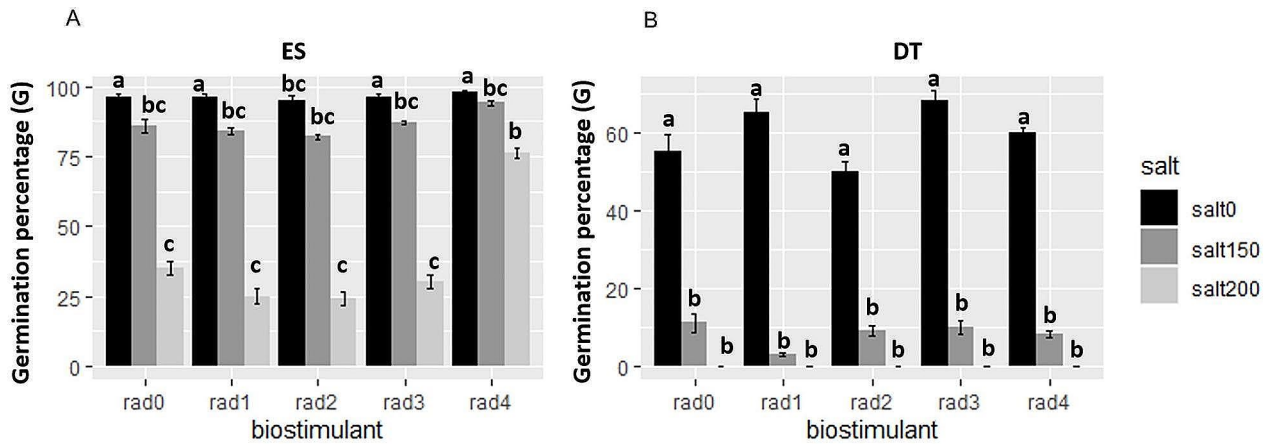 A
B
ES
DT
Germination percentage (G)
100
75
50
25
0
a
bc
c
a
bc
c
bc
bc
c
a
bc
c
a
bc
b
rad0 rad1 rad2 rad3 rad4
biostimulant
Germination percentage (G)
60
40
20
0
a
b
b
a
b
b
a
b
b
a
b
b
a
b
b
rad0 rad1 rad2 rad3 rad4
biostimulant
salt
salt0
salt150
salt200